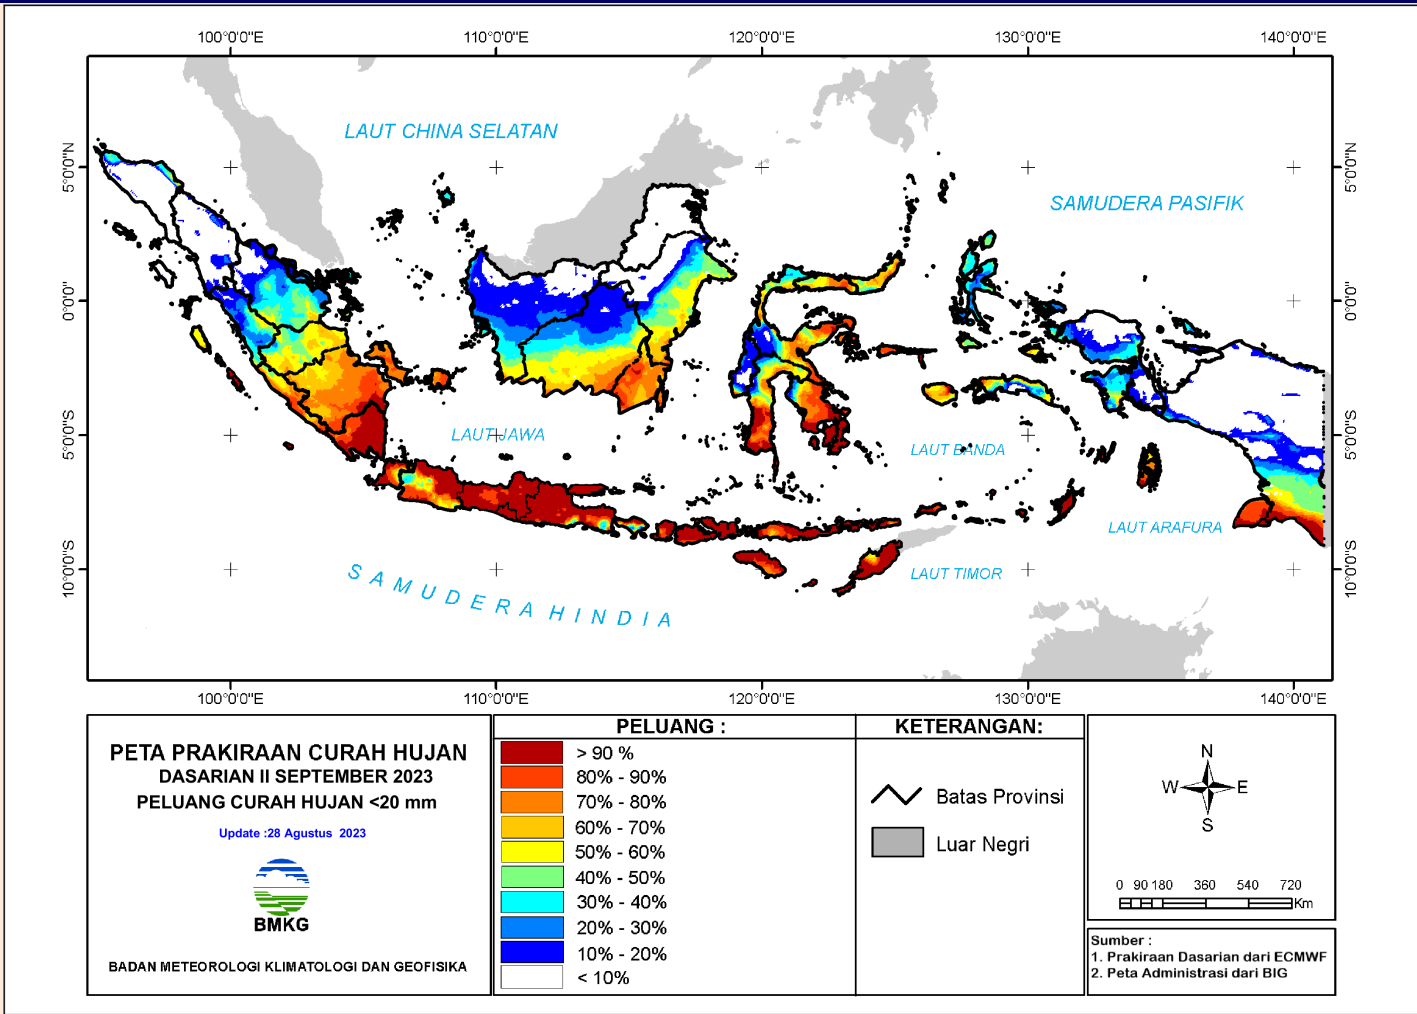 100°0'0"E 110°0'0"E 120°0'0"E 130°0'0"E 140°0'0"E
LAUT CHINA SELATAN
5°0'0"N 5°0'0"N
SAMUDERA PASIFIK
0°0'0" 0°0'0"
5°0'0"S LAUT JAWA LAUT BANDA 5°0'0"S
LAUT ARAFURA
10°0'0"S SAMUDERA HINDIA LAUT TIMOR 10°0'0"S
100°0'0"E 110°0'0"E 120°0'0"E 130°0'0"E 140°0'0"E
PETA PRAKIRAAN CURAH HUJAN
DASARIAN II SEPTEMBER 2023
PELUANG CURAH HUJAN <20 mm
Update :28 Agustus 2023
BMKG
BADAN METEOROLOGI KLIMATOLOGI DAN GEOFISIKA
PELUANG :
> 90 %
80% - 90%
70% - 80%
60% - 70%
50% - 60%
40% - 50%
30% - 40%
20% - 30%
10% - 20%
< 10%
KETERANGAN:
Batas Provinsi
Luar Negri
N
W E
S
0 90 180 360 540 720
Km
Sumber :
1. Prakiraan Dasarian dari ECMWF
2. Peta Administrasi dari BIG